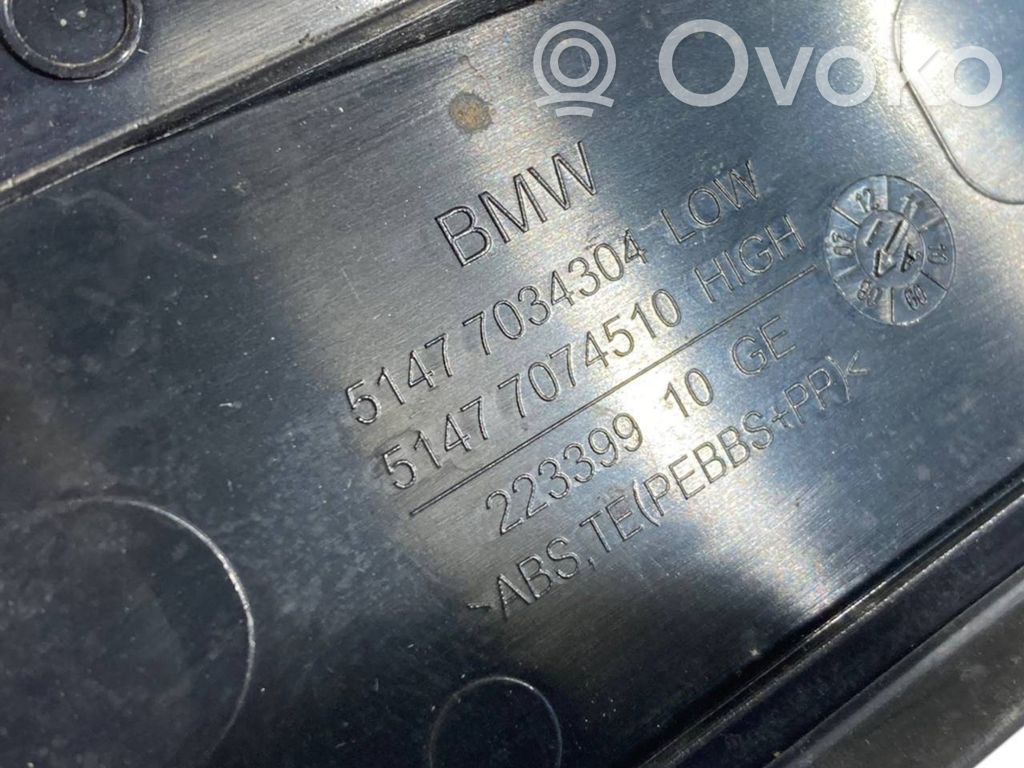 Ovoko
BMW
5147 7034304 LOW
5147 7074510 HIGH
223399 10 GE
>ABS,TE(PEBBS+PP)<